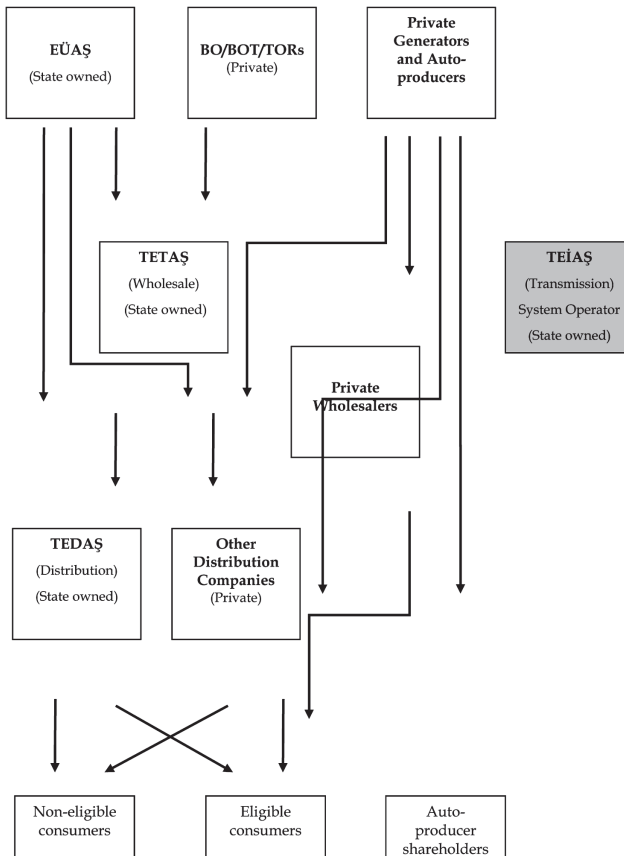 EÜAŞ
(State owned)
BO/BOT/TORs
(Private)
Private
Generators
and Auto-
producers
TETAŞ
(Wholesale)
(State owned)
TEİAŞ
(Transmission)
System Operator
(State owned)
Private
Wholesalers
TEDAŞ
(Distribution)
(State owned)
Other
Distribution
Companies
(Private)
Non-eligible
consumers
Eligible
consumers
Auto-
producer
shareholders